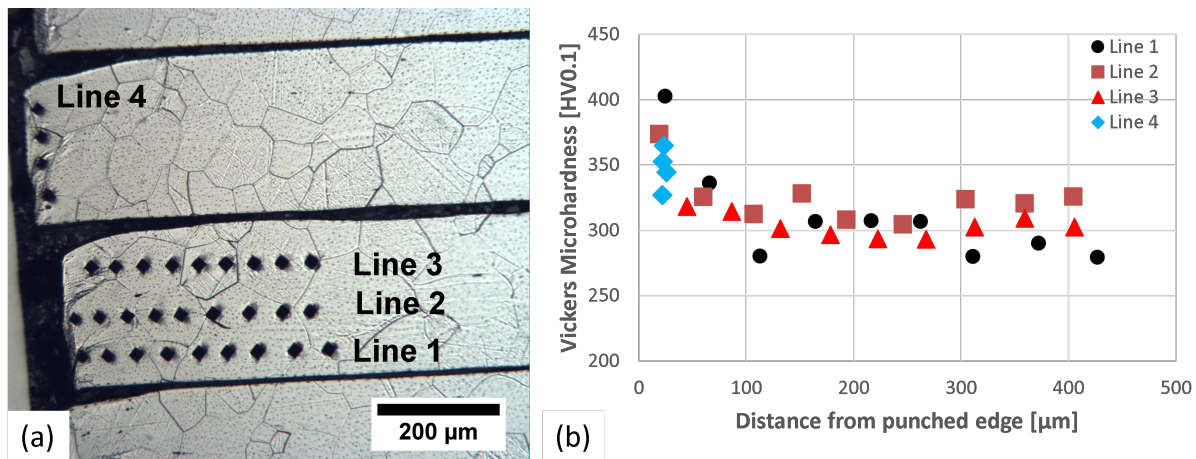 Line 4
Line 3
Line 2
Line 1
200 µm
(a)
450
400
350
300
250
200
0
100
200
300
400
500
Vickers Microhardness [HV0.1]
Distance from punched edge [µm]
Line 1
Line 2
Line 3
Line 4
(b)